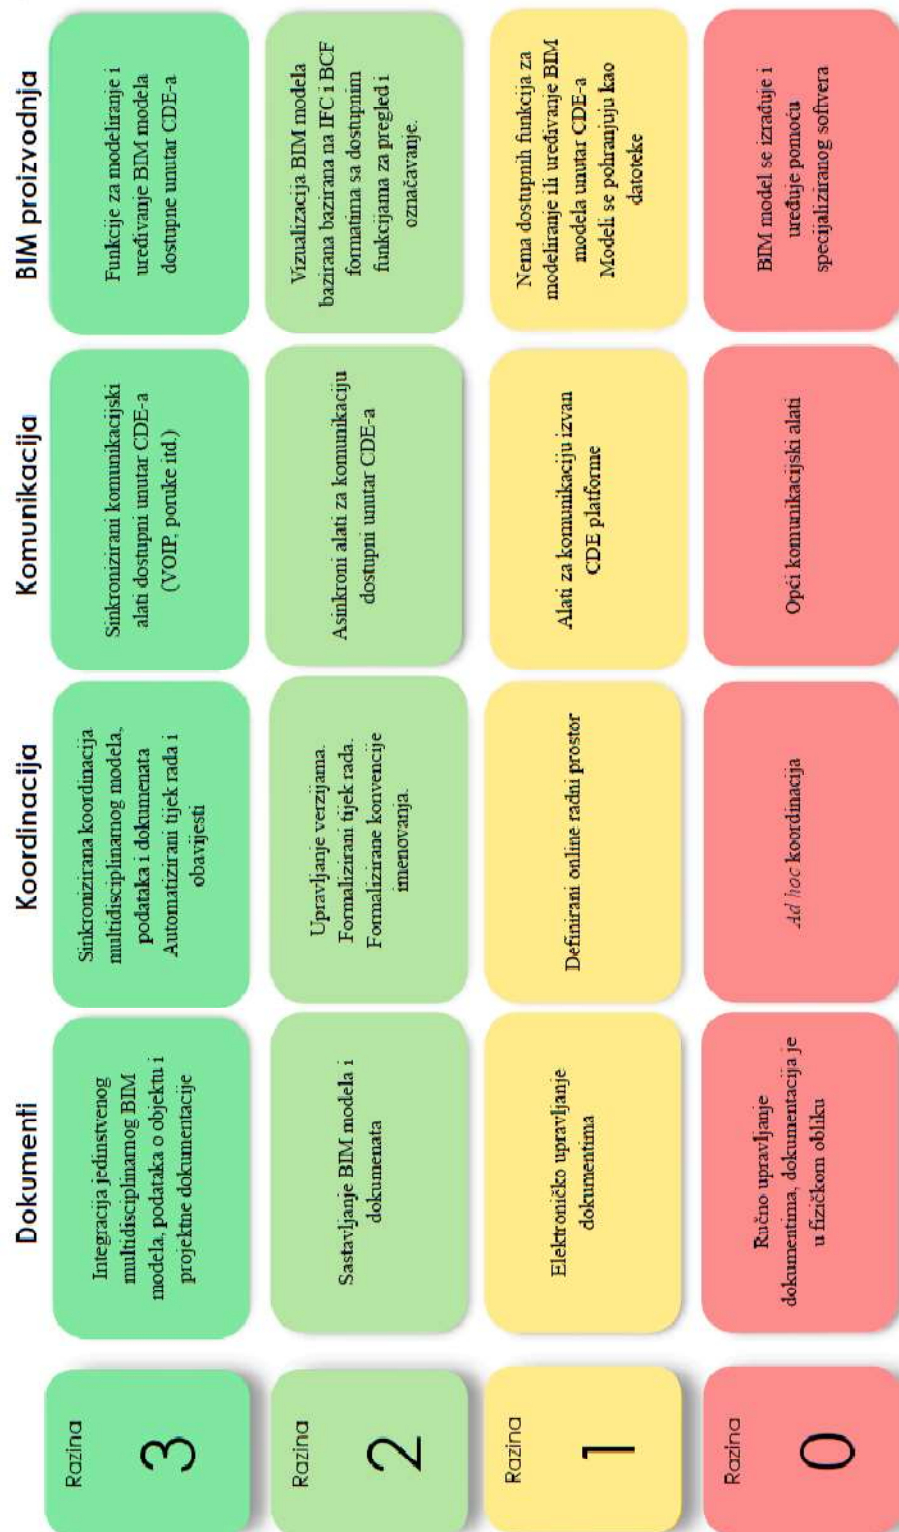 Dokumenti
Koordinacija
Komunikacija
BIM proizvodnja
Razina
3
Integracija jedinstvenog
multidisciplinarnog BIM
modela, podataka o objektu i
projektne dokumentacije
Sinkronizirana koordinacija
multidisciplinarnog modela,
podataka i dokumenata
Automatizirani tijek rada i
obavijesti
Sinkronizirani komunikacijski
alati dostupni unutar CDE-a
(VOIP, poruke itd.)
Funkcije za modeliranje i
uređivanje BIM modela
dostupne unutar CDE-a
Razina
2
Sastavljanje BIM modela i
dokumenata
Upravljanje verzijama.
Formalizirani tijek rada.
Formalizirane konvencije
imenovanja.
Asinkroni alati za komunikaciju
dostupni unutar CDE-a
Vizualizacija BIM modela
bazirana bazirana na IFC i BCF
formatima sa dostupnim
funkcijama za pregled i
označavanje.
Razina
1
Elektroničko upravljanje
dokumentima
Definirani online radni prostor
Alati za komunikaciju izvan
CDE platforme
Nema dostupnih funkcija za
modeliranje ili uređivanje BIM
modela unutar CDE-a
Modeli se pohranjuju kao
datoteke
Razina
0
Ručno upravljanje
dokumentima, dokumentacija je
u fizičkom obliku
Ad hoc koordinacija
Opći komunikacijski alati
BIM model se izrađuje i
uređuje pomoću
specijaliziranog softvera